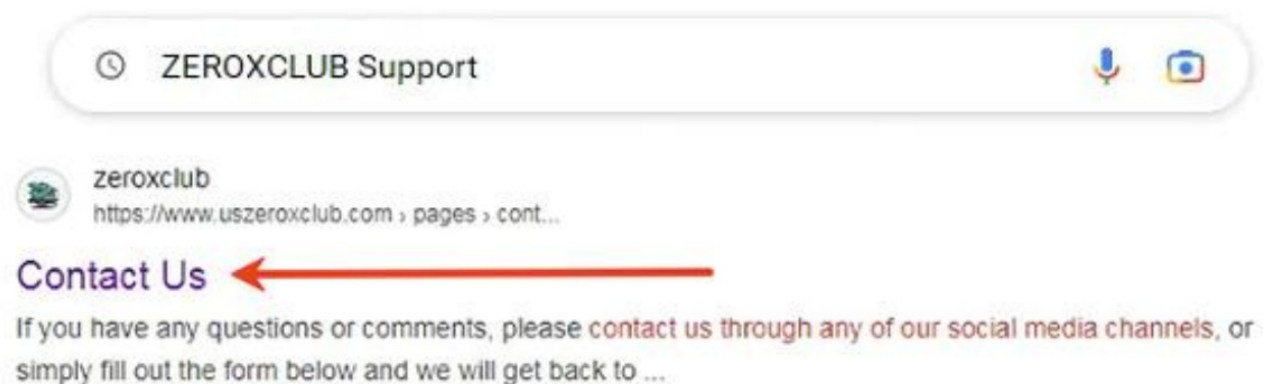 ZEROXCLUB Support
zeroxclub
https://www.uszeroxclub.com › pages › cont...
Contact Us
If you have any questions or comments, please contact us through any of our social media channels, or
simply fill out the form below and we will get back to ...